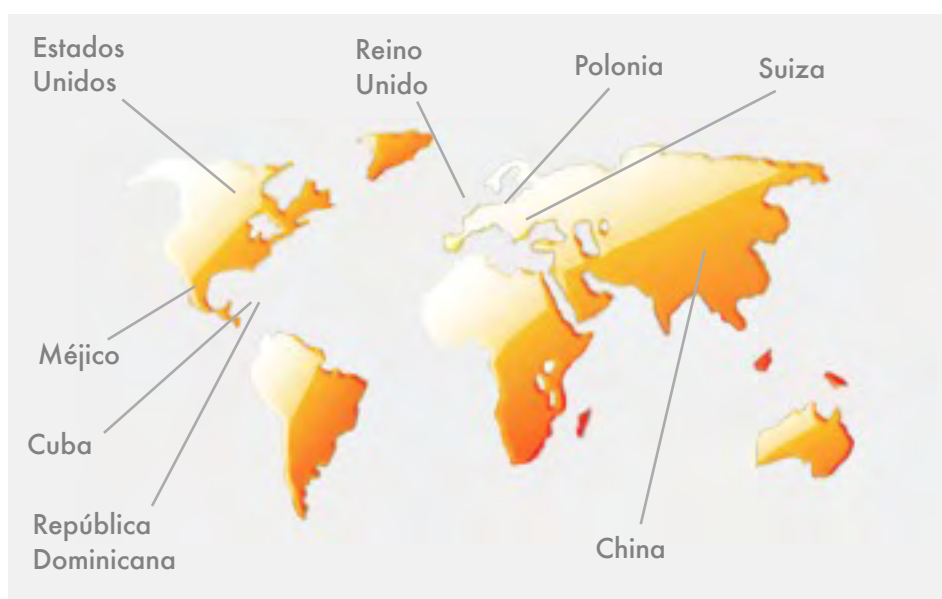 Estados
Unidos
Reino
Unido
Polonia
Suiza
Méjico
Cuba
República
Dominicana
China